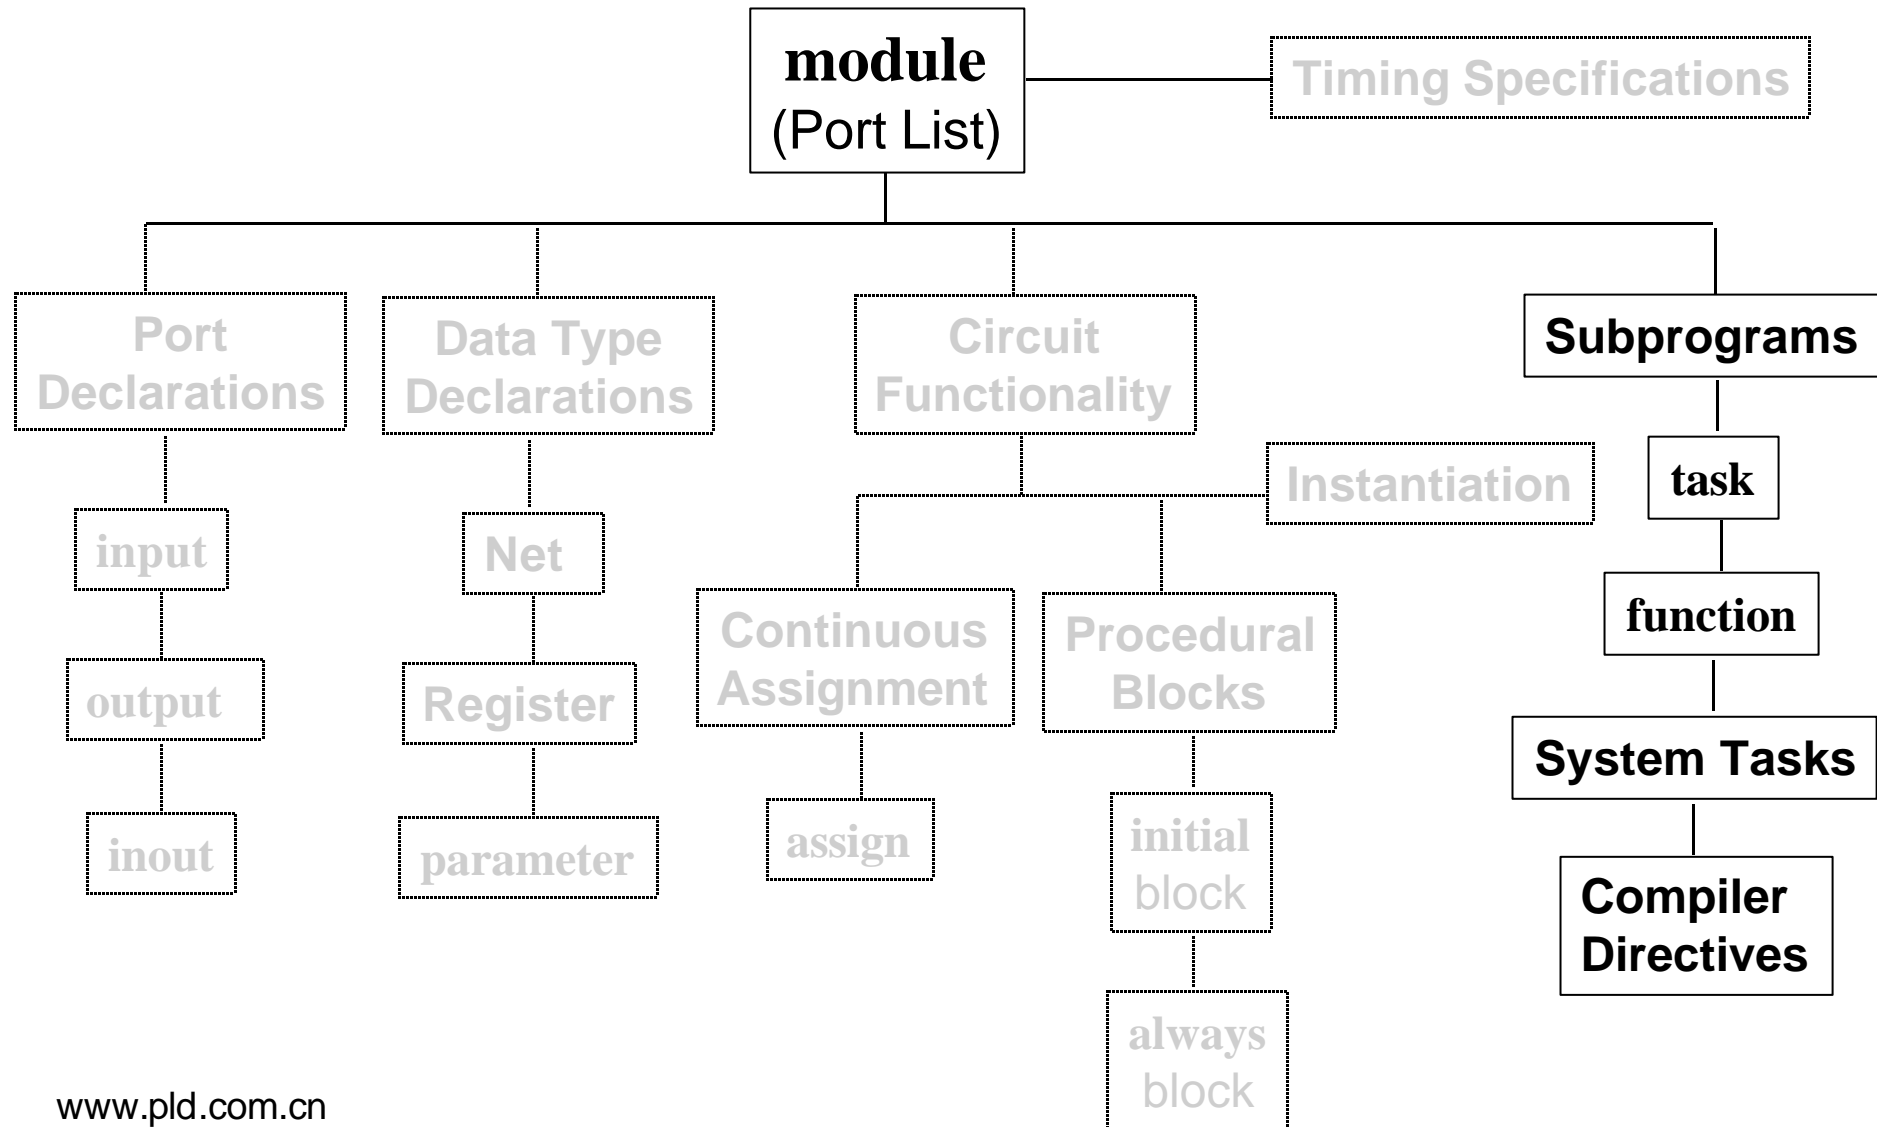 module
(Port List)
Timing Specifications
Port
Declarations
input
output
inout
Data Type
Declarations
Net
Register
parameter
Circuit
Functionality
Instantiation
Continuous
Assignment
assign
Procedural
Blocks
initial
block
always
block
Subprograms
task
function
System Tasks
Compiler
Directives
www.pld.com.cn